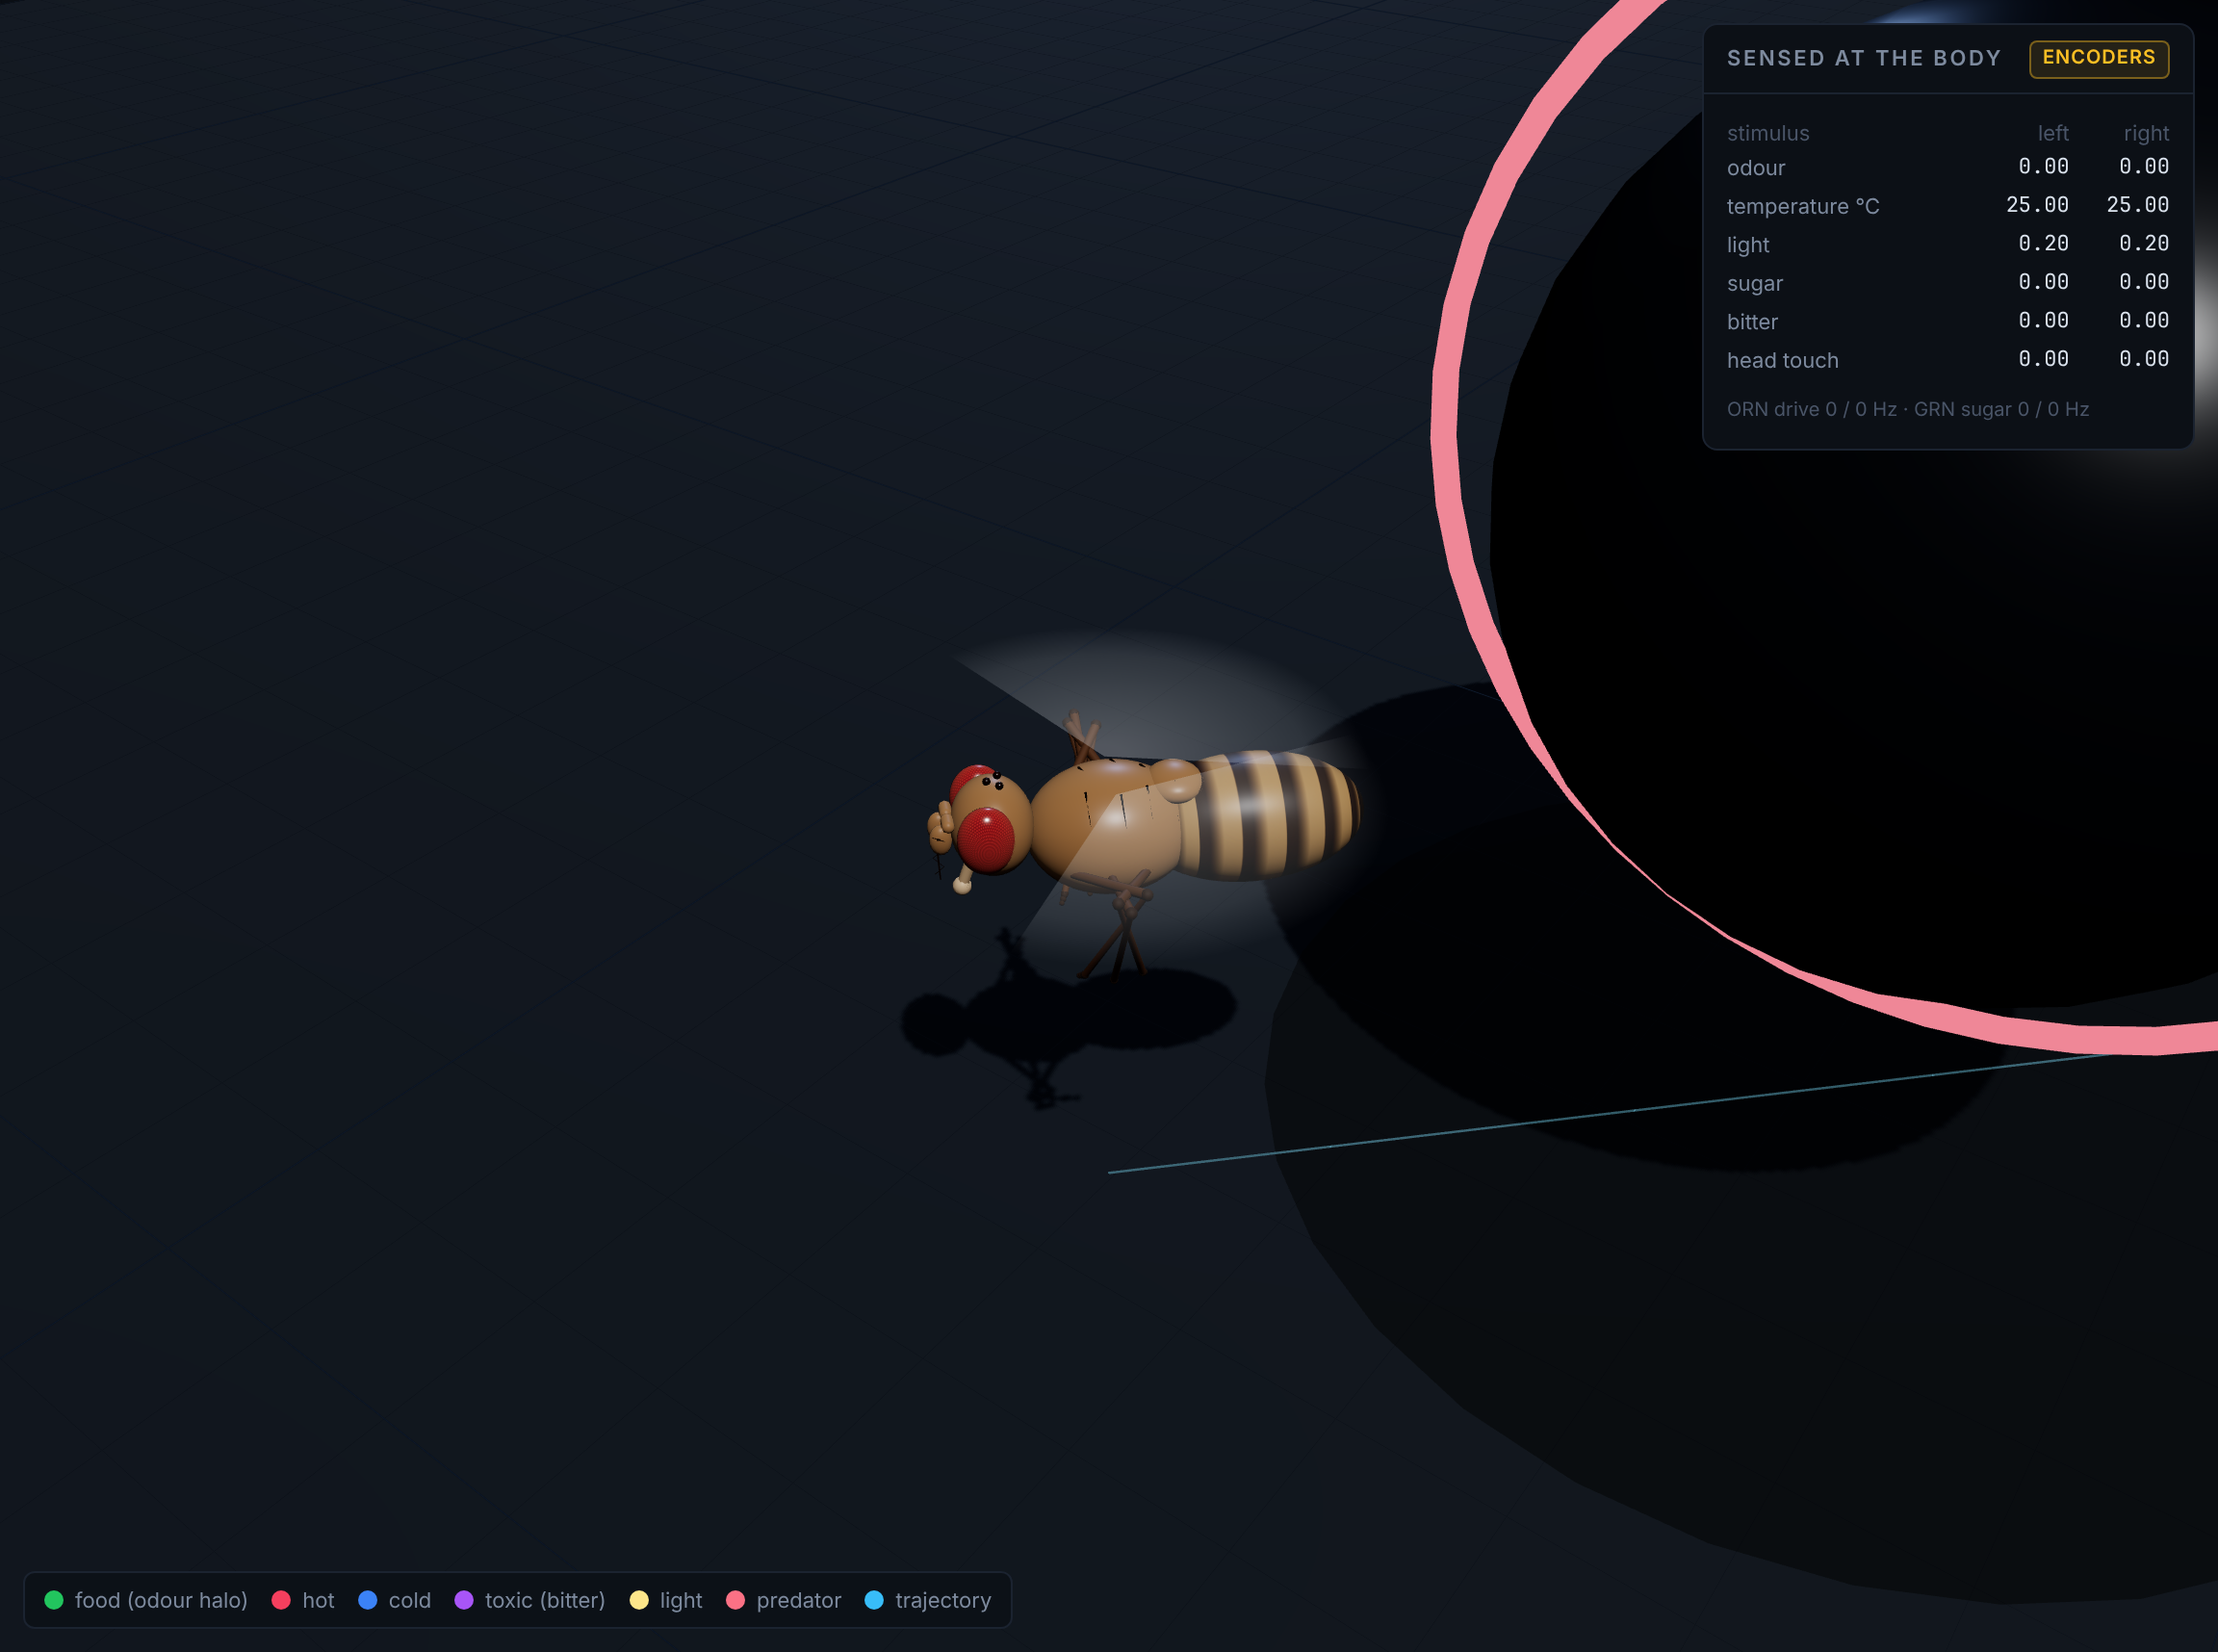 SENSED AT THE BODY ENCODERS
stimulus left right
odour 0.00 0.00
temperature °C 25.00 25.00
light 0.20 0.20
sugar 0.00 0.00
bitter 0.00 0.00
head touch 0.00 0.00
ORN drive 0 / 0 Hz · GRN sugar 0 / 0 Hz
food (odour halo) hot cold toxic (bitter) light predator trajectory